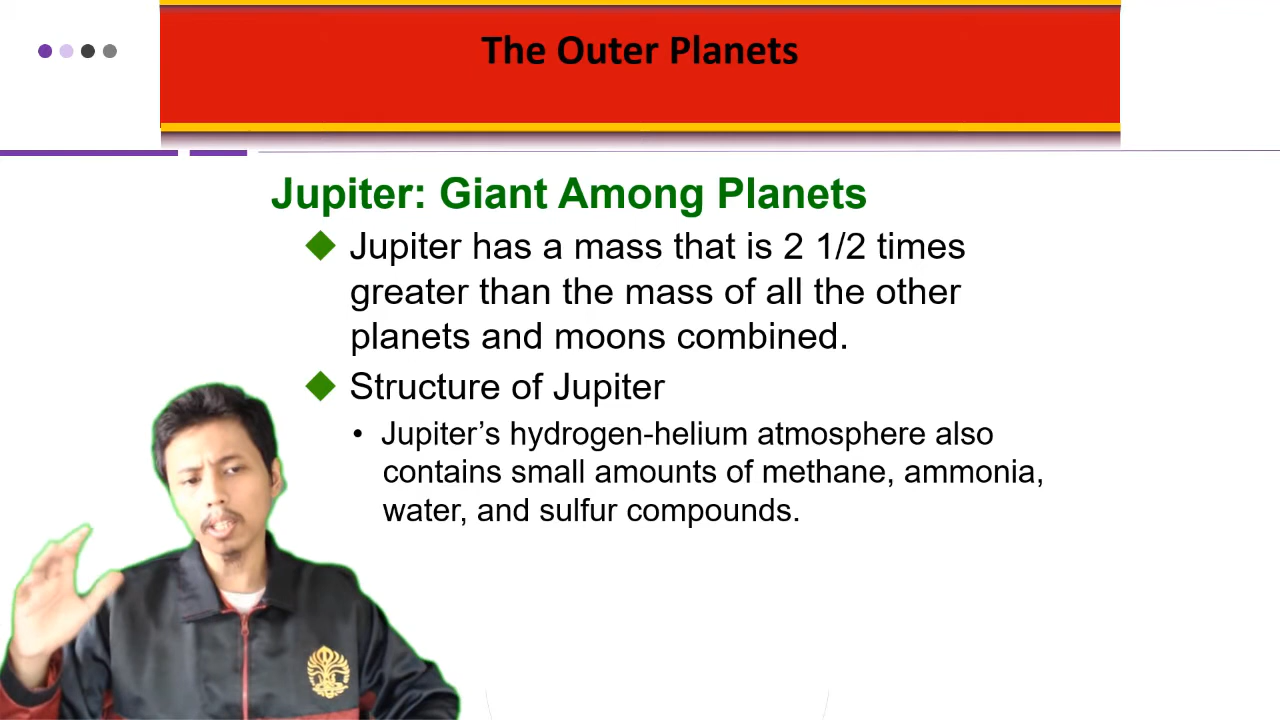 The Outer Planets
Jupiter: Giant Among Planets
Jupiter has a mass that is 2 1/2 times
greater than the mass of all the other
planets and moons combined.
Structure of Jupiter
• Jupiter’s hydrogen-helium atmosphere also
contains small amounts of methane, ammonia,
water, and sulfur compounds.